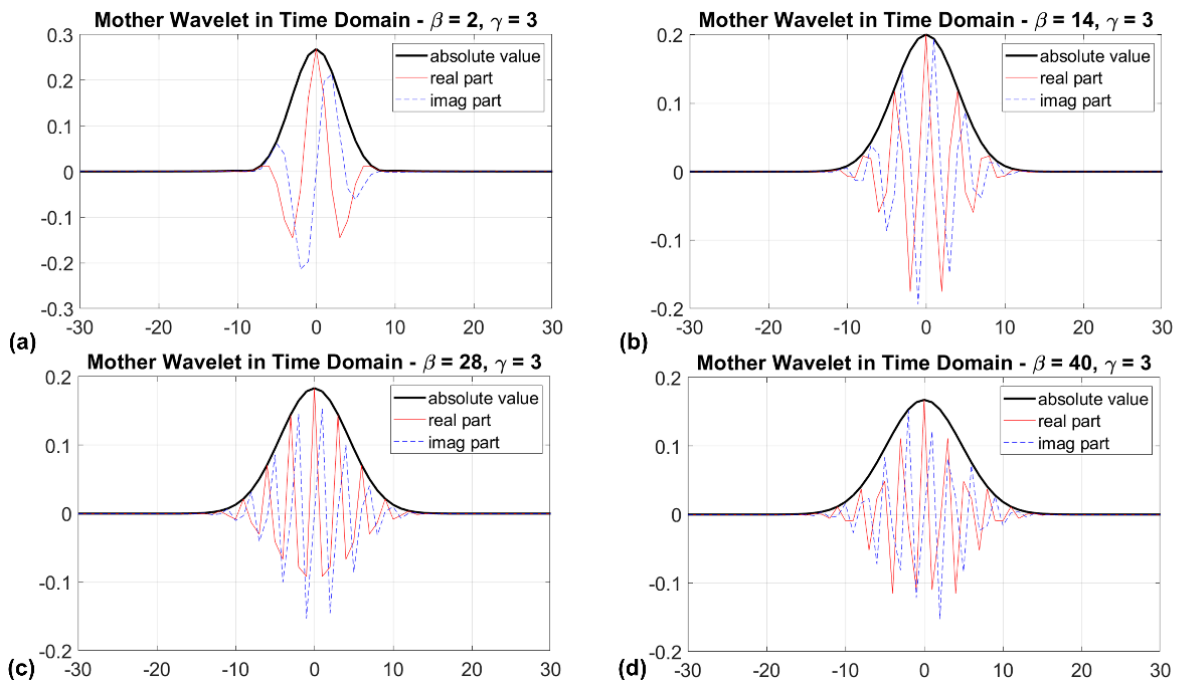 Mother Wavelet in Time Domain - β = 2, γ = 3
0.3
0.2
0.1
0
-0.1
-0.2
-0.3
absolute value
real part
imag part
-30 -20 -10 0 10 20 30
(a)
Mother Wavelet in Time Domain - β = 14, γ = 3
0.2
0.1
0
-0.1
0.2
absolute value
real part
imag part
-30 -20 -10 0 10 20 30
(b)
Mother Wavelet in Time Domain - β = 28, γ = 3
0.2
0.1
0
-0.1
-0.2
absolute value
real part
imag part
-30 -20 -10 0 10 20 30
(c)
Mother Wavelet in Time Domain - β = 40, γ = 3
0.2
0.1
0
-0.1
-0.2
absolute value
real part
imag part
-30 -20 -10 0 10 20 30
(d)